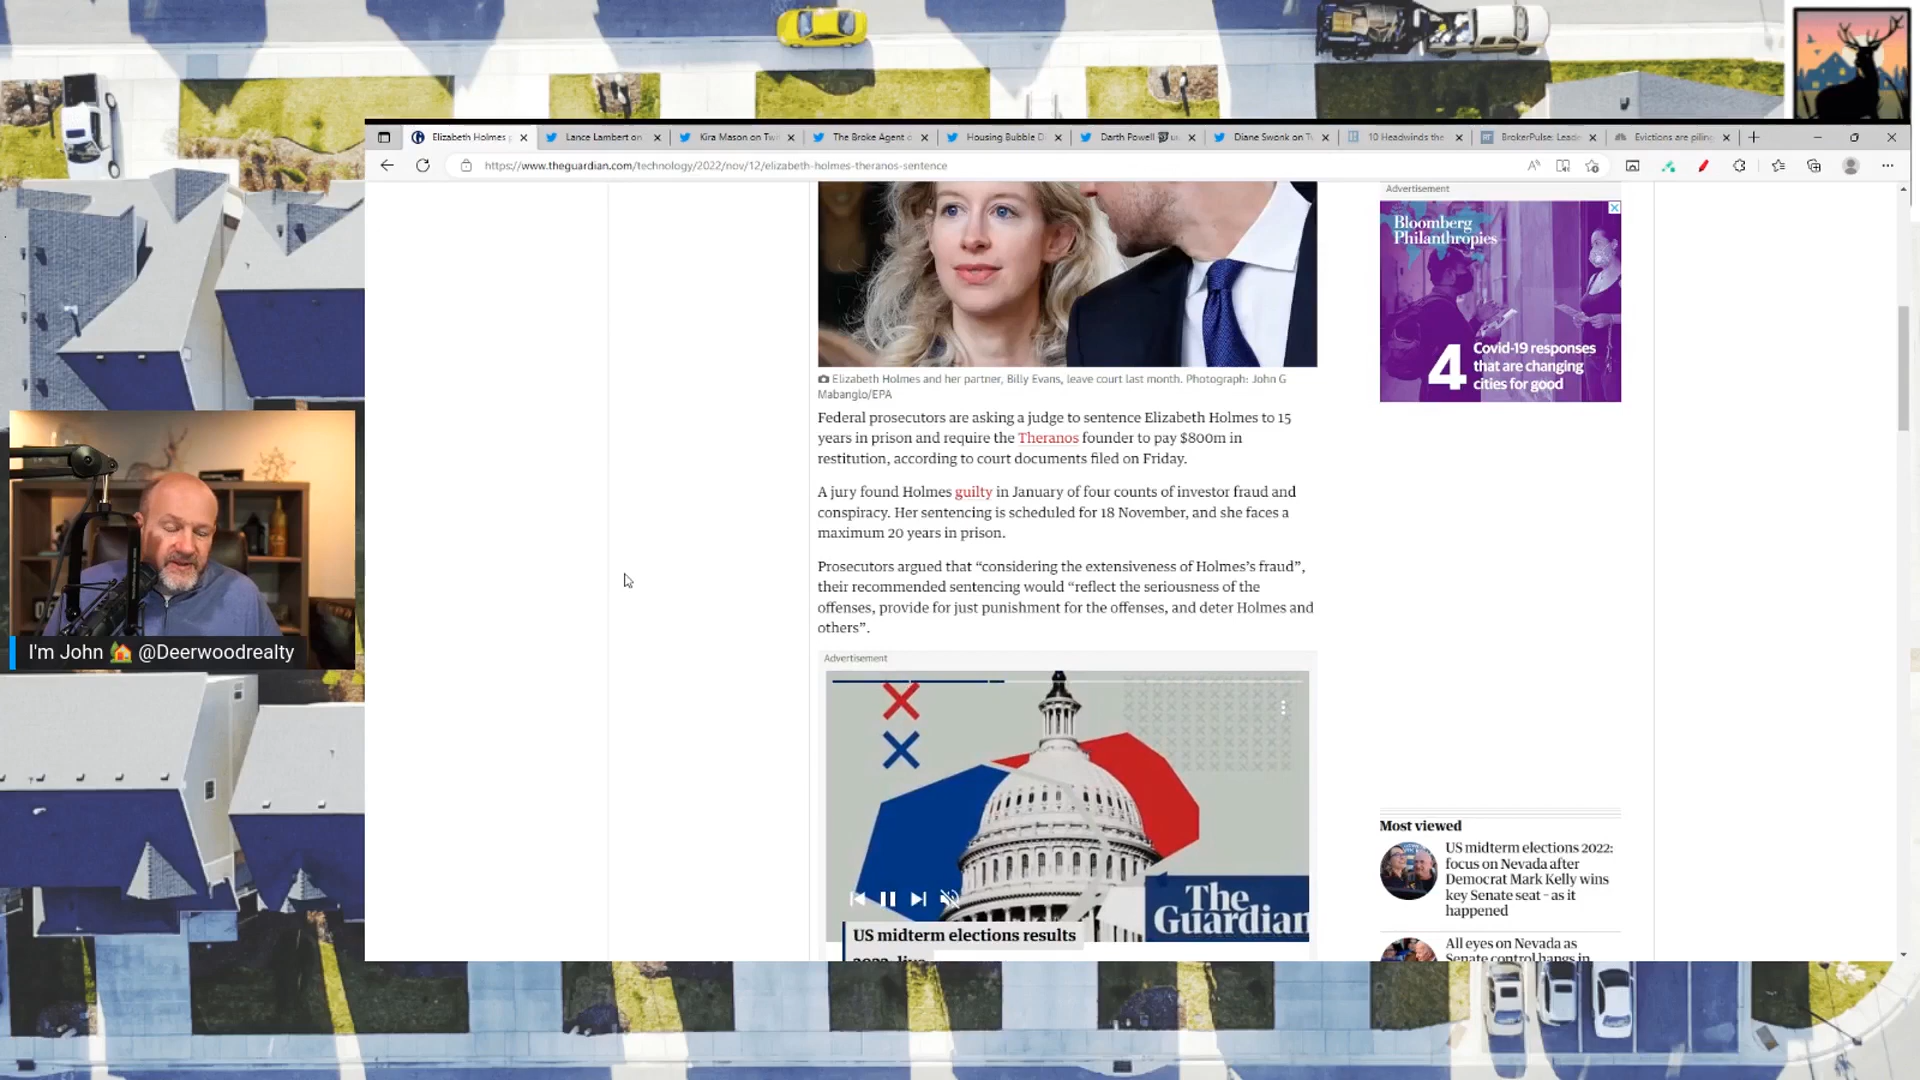 Elizabeth Holmes p
Lance Lambert on
Kira Mason on Twi
The Broke Agent o
Housing Bubble D
Darth Powell
Diane Swonk on Tw
10 Headwinds the
BrokerPulse: Leade
Evictions are piling
https://www.theguardian.com/technology/2022/nov/12/elizabeth-holmes-theranos-sentence
Advertisement
Bloomberg
Philanthropies
4 Covid-19 responses
that are changing
cities for good
Elizabeth Holmes and her partner, Billy Evans, leave court last month. Photograph: John G
Mabanglo/EPA
Federal prosecutors are asking a judge to sentence Elizabeth Holmes to 15
years in prison and require the Theranos founder to pay $800m in
restitution, according to court documents filed on Friday.
A jury found Holmes guilty in January of four counts of investor fraud and
conspiracy. Her sentencing is scheduled for 18 November, and she faces a
maximum 20 years in prison.
Prosecutors argued that “considering the extensiveness of Holmes’s fraud”,
their recommended sentencing would “reflect the seriousness of the
offenses, provide for just punishment for the offenses, and deter Holmes and
others”.
Advertisement
The
Guardian
US midterm elections results
Most viewed
US midterm elections 2022:
focus on Nevada after
Democrat Mark Kelly wins
key Senate seat – as it
happened
All eyes on Nevada as
Senate control hangs in
I'm John 🏡 @Deerwoodrealty